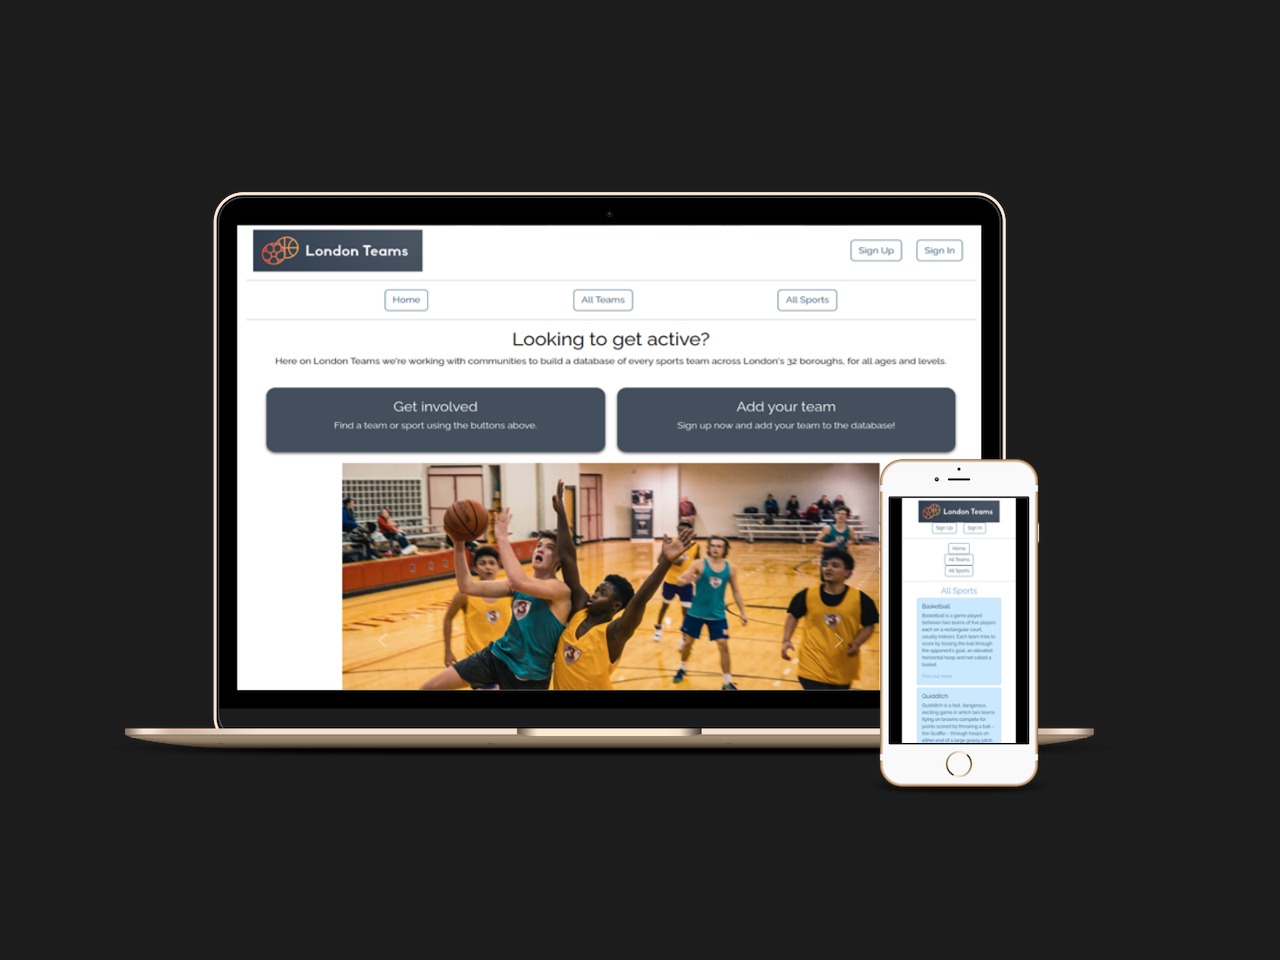 London Teams
Sign Up
Sign In
Home
All Teams
All Sports
Looking to get active?
Here on London Teams we're working with communities to build a database of every sports team across London's 32 boroughs, for all ages and levels.
Get involved
Find a team or sport using the buttons above.
Add your team
Sign up now and add your team to the database!
London Teams
Sign Up
Sign In
Home
All Teams
All Sports
All Sports
Basketball
Basketball is a game played
between two teams of five players
each on a rectangular court,
usually indoors. Each team tries to
score by tossing the ball through
the opponent's goal, an elevated
horizontal hoop and net called a
basket.
Find out more
Quidditch
Quidditch is a fast, dangerous,
exciting game in which two teams
flying on brooms compete for
points scored by throwing a ball –
the Quaffle – through hoops on
either end of a large grassy pitch.